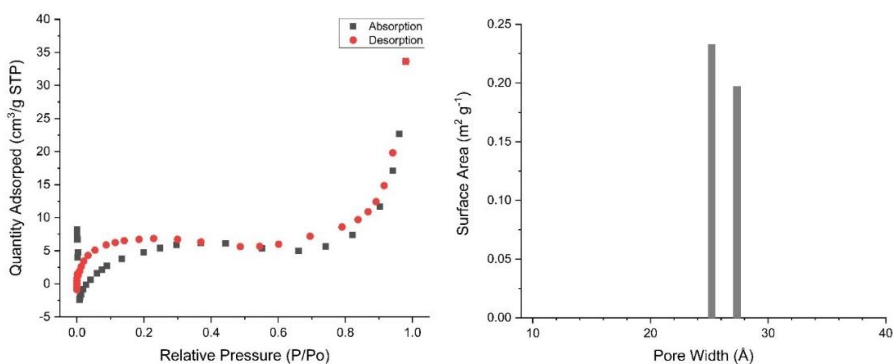 Absorption
Desorption
Quantity Adsorbed (cm³/g STP)
40
35
30
25
20
15
10
5
0
-5
0.0 0.2 0.4 0.6 0.8 1.0
Relative Pressure (P/Po)
Surface Area (m² g⁻¹)
0.25
0.20
0.15
0.10
0.05
0.00
10 20 30 40
Pore Width (Å)